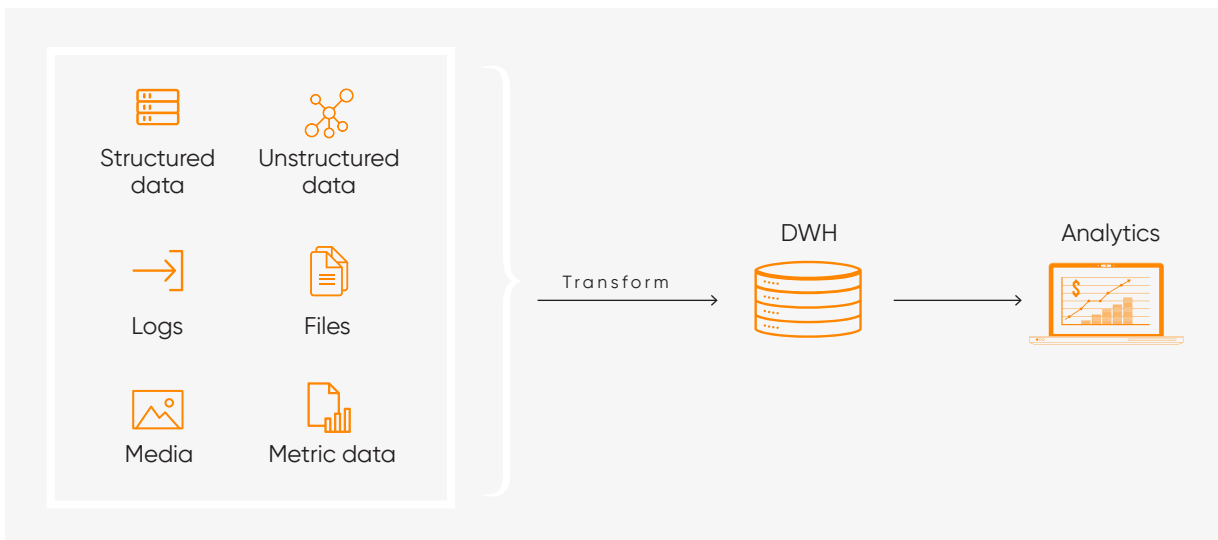 Structured
data
Unstructured
data
Logs
Files
Media
Metric data
Transform
DWH
Analytics
$